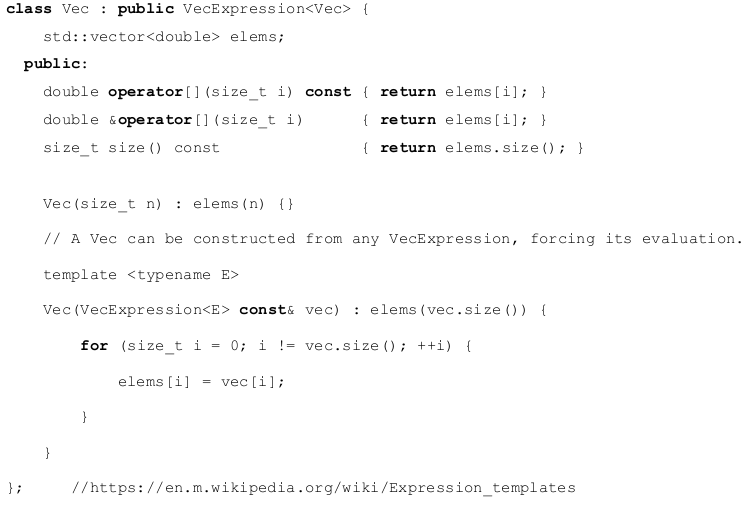 class Vec : public VecExpression<Vec> {
    std::vector<double> elems;
  public:
    double operator[](size_t i) const { return elems[i]; }
    double &operator[](size_t i)      { return elems[i]; }
    size_t size() const               { return elems.size(); }
    Vec(size_t n) : elems(n) {}
    // A Vec can be constructed from any VecExpression, forcing its evaluation.
    template <typename E>
    Vec(VecExpression<E> const& vec) : elems(vec.size()) {
        for (size_t i = 0; i != vec.size(); ++i) {
            elems[i] = vec[i];
        }
    }
};     //https://en.m.wikipedia.org/wiki/Expression_templates